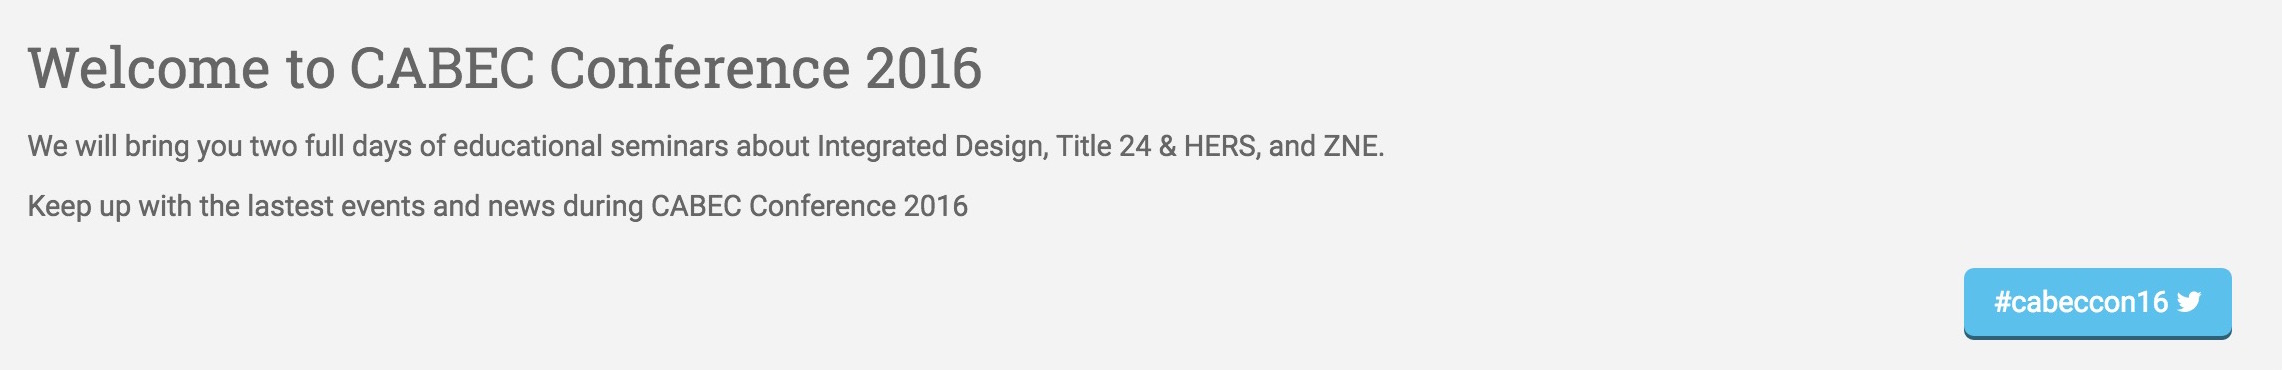 Welcome to CABEC Conference 2016
We will bring you two full days of educational seminars about Integrated Design, Title 24 & HERS, and ZNE.
Keep up with the lastest events and news during CABEC Conference 2016
#cabeccon16